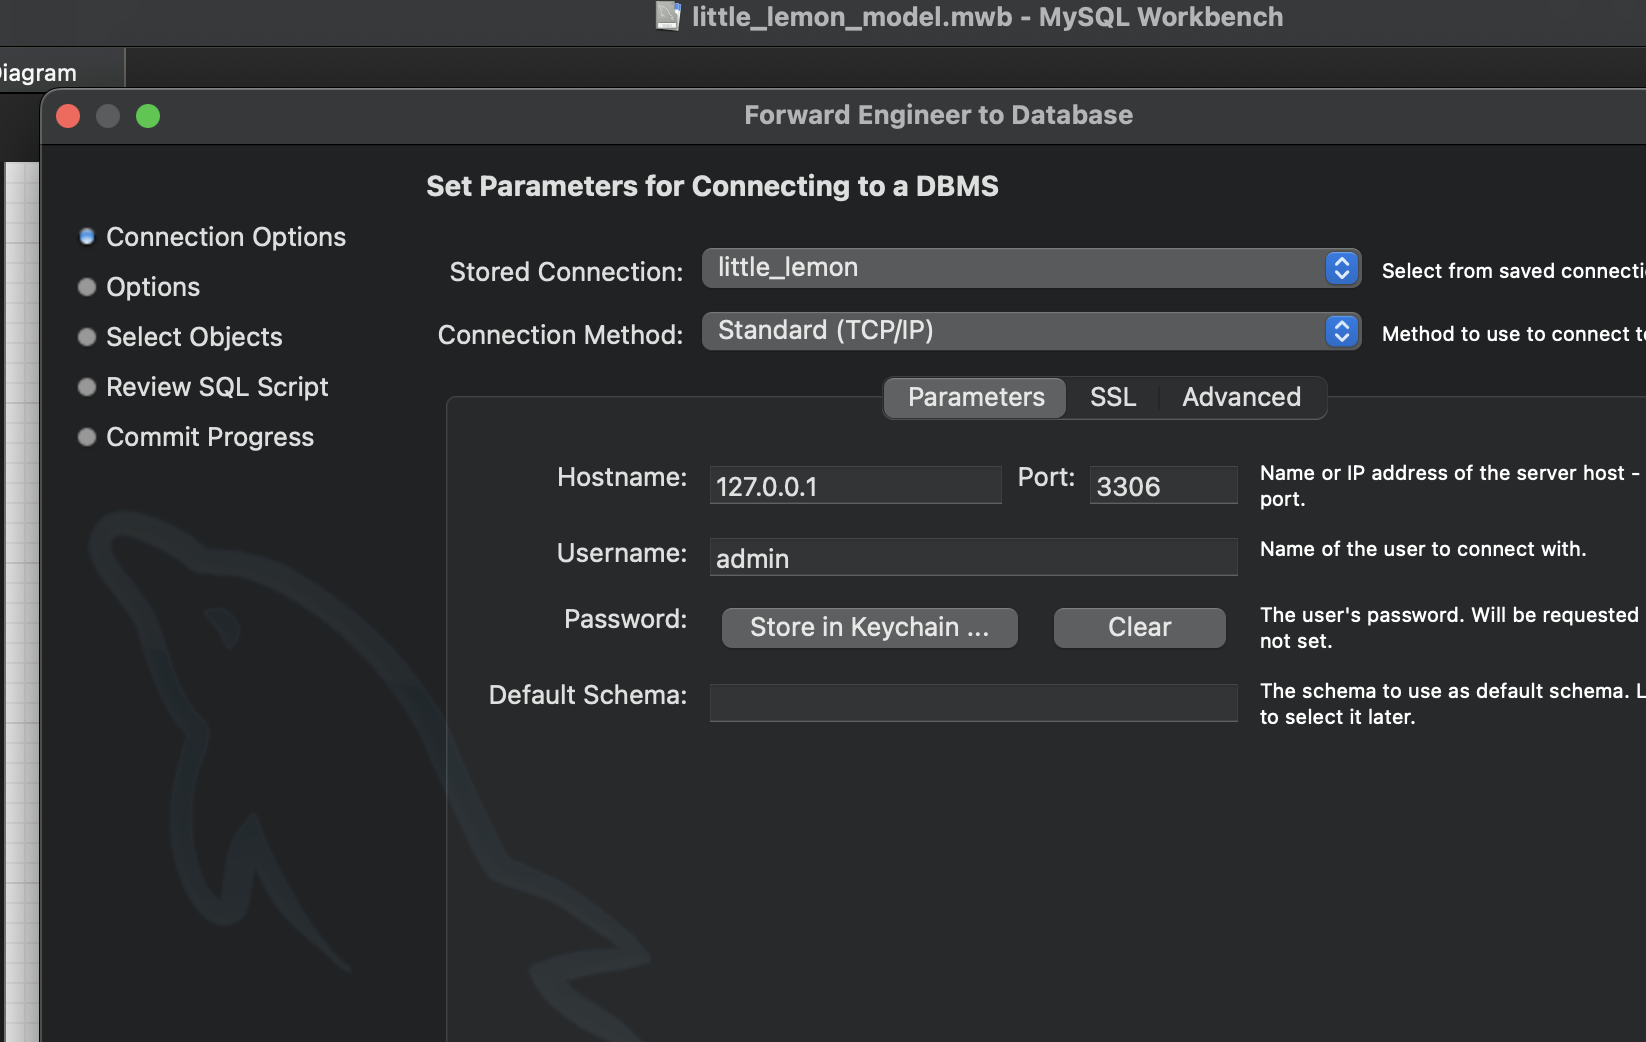 little_lemon_model.mwb - MySQL Workbench
Diagram
Forward Engineer to Database
Set Parameters for Connecting to a DBMS
Connection Options
Options
Select Objects
Review SQL Script
Commit Progress
Stored Connection: little_lemon Select from saved
Connection Method: Standard (TCP/IP) Method to use to connect
Parameters SSL Advanced
Hostname: 127.0.0.1 Port: 3306 Name or IP address of the server host -
port.
Username: admin Name of the user to connect with.
Password: Store in Keychain ... Clear The user's password. Will be requested
not set.
Default Schema: The schema to use as default schema.
to select it later.